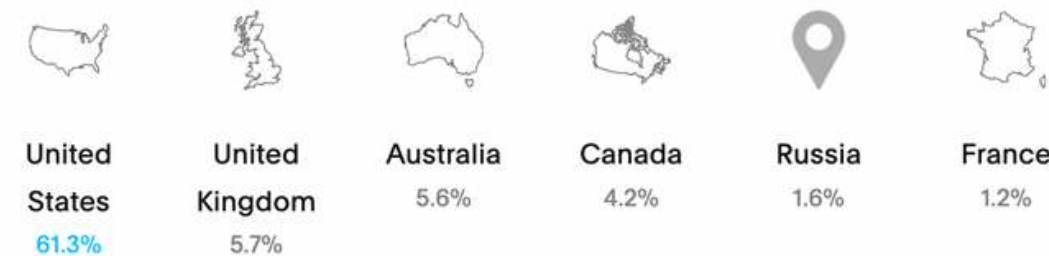 United States
61.3%
United Kingdom
5.7%
Australia
5.6%
Canada
4.2%
Russia
1.6%
France
1.2%